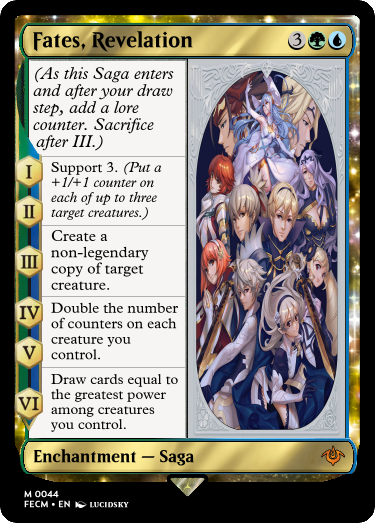 Fates, Revelation 3
(As this Saga enters
and after your draw
step, add a lore
counter. Sacrifice
after III.)
I
II
Support 3. (Put a
+1/+1 counter on
each of up to three
target creatures.)
III
Create a
non-legendary
copy of target
creature.
IV
V
Double the number
of counters on each
creature you
control.
VI
Draw cards equal to
the greatest power
among creatures
you control.
Enchantment — Saga
M 0044
FECM • EN LUCIDSKY